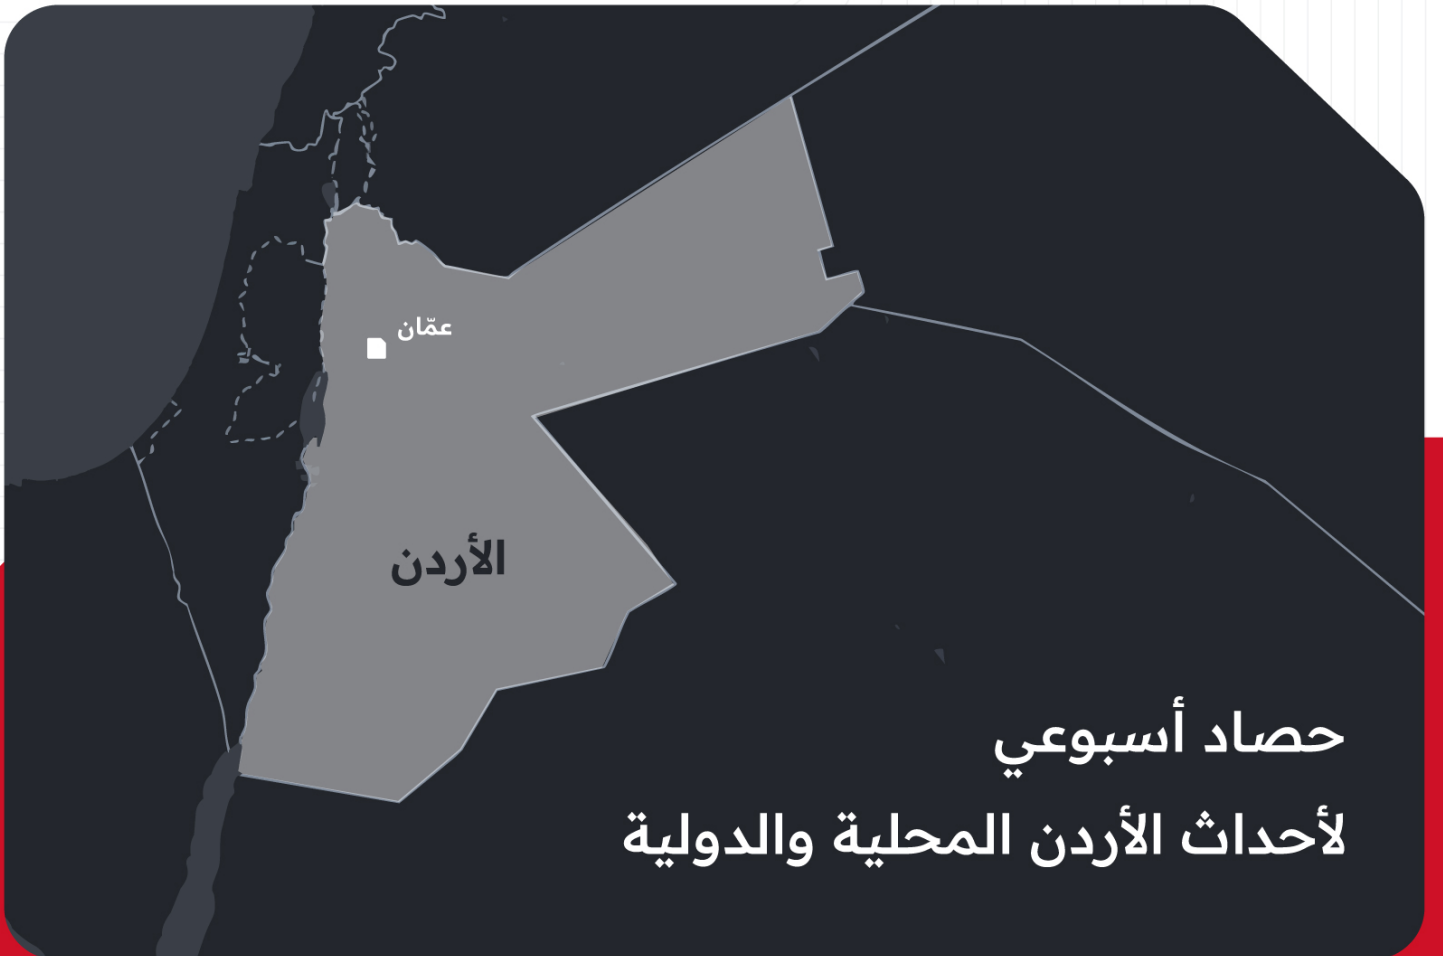 عمّان
الأردن
حصاد أسبوعي
لأحداث الأردن المحلية والدولية